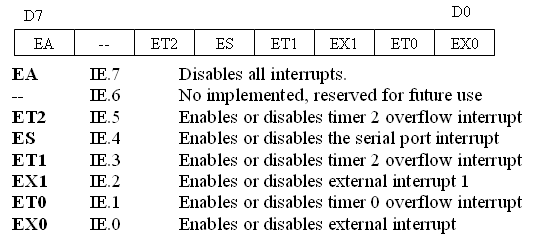 D7 D0
EA -- ET2 ES ET1 EX1 ET0 EX0
EA IE.7 Disables all interrupts.
-- IE.6 No implemented, reserved for future use
ET2 IE.5 Enables or disables timer 2 overflow interrupt
ES IE.4 Enables or disables the serial port interrupt
ET1 IE.3 Enables or disables timer 2 overflow interrupt
EX1 IE.2 Enables or disables external interrupt 1
ET0 IE.1 Enables or disables timer 0 overflow interrupt
EX0 IE.0 Enables or disables external interrupt